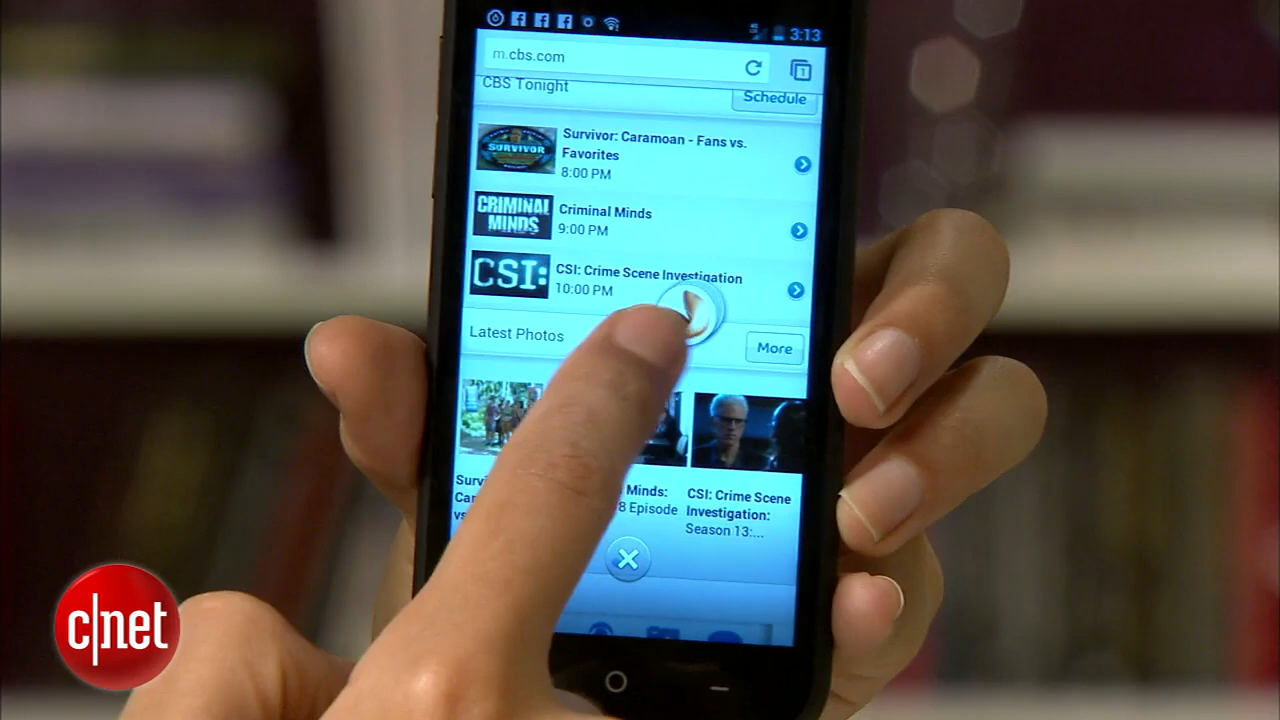 3:13
m.cbs.com
1
CBS Tonight
Schedule
SURVIVOR
Survivor: Caramoan - Fans vs.
Favorites
8:00 PM
CRIMINAL
MINDS
Criminal Minds
9:00 PM
CSI:
CSI: Crime Scene Investigation
10:00 PM
Latest Photos
More
Minds:
8 Episode
CSI: Crime Scene
Investigation:
Season 13:...
c|net